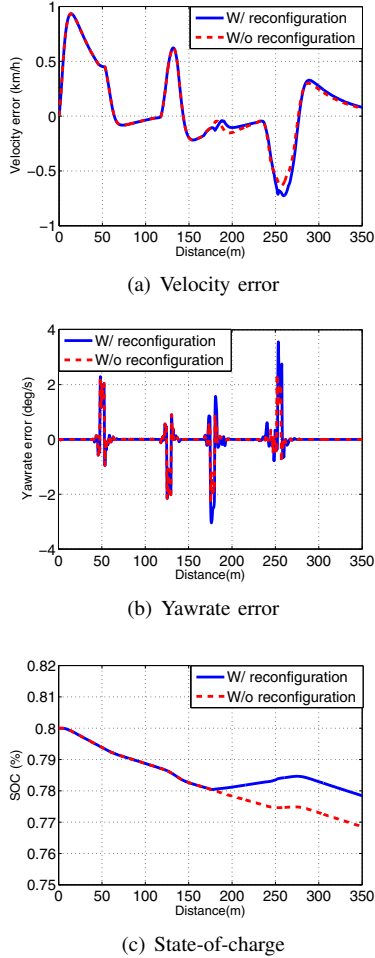 W/ reconfiguration
W/o reconfiguration
Velocity error (km/h)
1
0.5
0
−0.5
−1
0 50 100 150 200 250 300 350
Distance(m)
(a) Velocity error
W/ reconfiguration
W/o reconfiguration
Yawrate error (deg/s)
4
2
0
−2
−4
0 50 100 150 200 250 300 350
Distance(m)
(b) Yawrate error
W/ reconfiguration
W/o reconfiguration
SOC (%)
0.82
0.81
0.8
0.79
0.78
0.77
0.76
0.75
0 50 100 150 200 250 300 350
Distance(m)
(c) State-of-charge